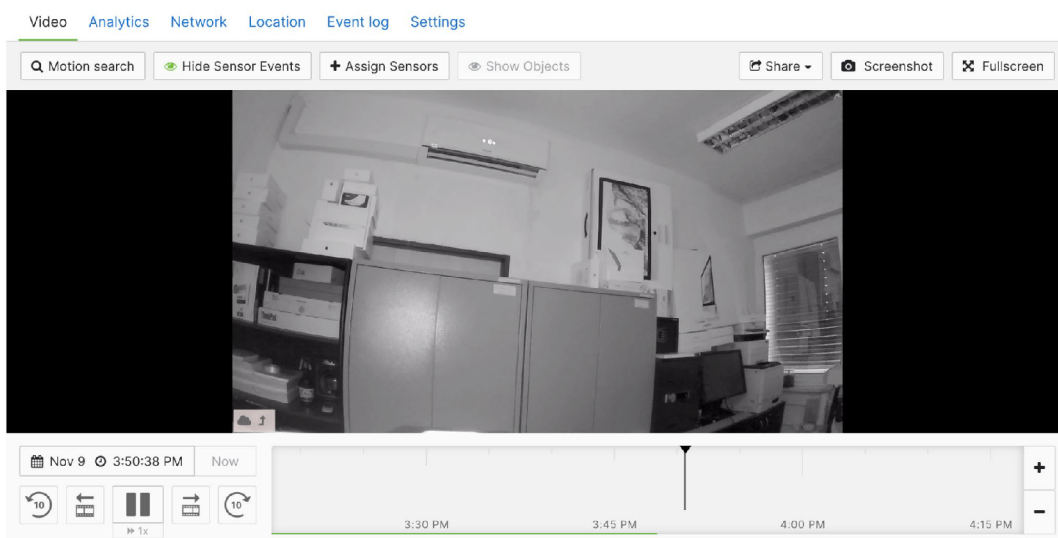 Video Analytics Network Location Event log Settings
Motion search Hide Sensor Events Assign Sensors Show Objects Share Screenshot Fullscreen
ThinkPad
Nov 9 3:50:38 PM Now
10 10
1x
3:30 PM 3:45 PM 4:00 PM 4:15 PM